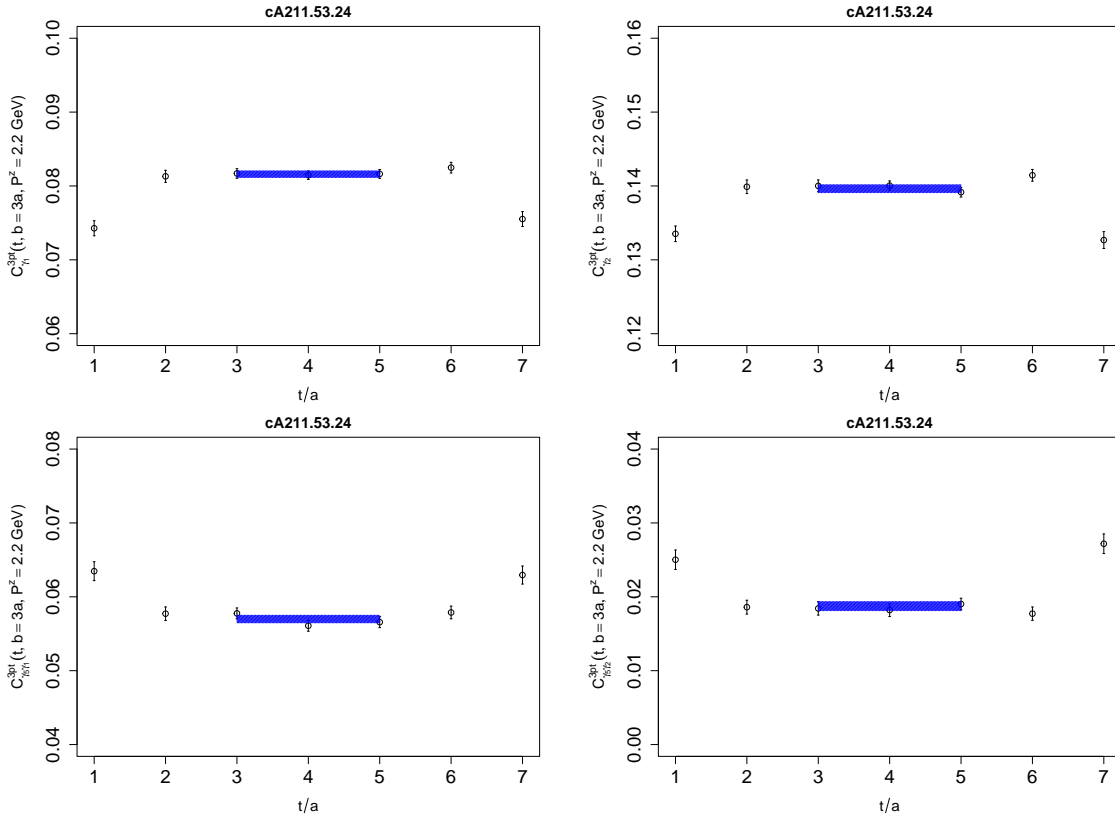 cA211.53.24
0.10
0.09
0.08
0.07
0.06
C^{3pt}_{γ1}(t, b = 3a, P^z = 2.2 GeV)
1 2 3 4 5 6 7
t/a
cA211.53.24
0.16
0.15
0.14
0.13
0.12
C^{3pt}_{γ2}(t, b = 3a, P^z = 2.2 GeV)
1 2 3 4 5 6 7
t/a
cA211.53.24
0.08
0.07
0.06
0.05
0.04
C^{3pt}_{γ5γ1}(t, b = 3a, P^z = 2.2 GeV)
1 2 3 4 5 6 7
t/a
cA211.53.24
0.04
0.03
0.02
0.01
0.00
C^{3pt}_{γ5γ2}(t, b = 3a, P^z = 2.2 GeV)
1 2 3 4 5 6 7
t/a